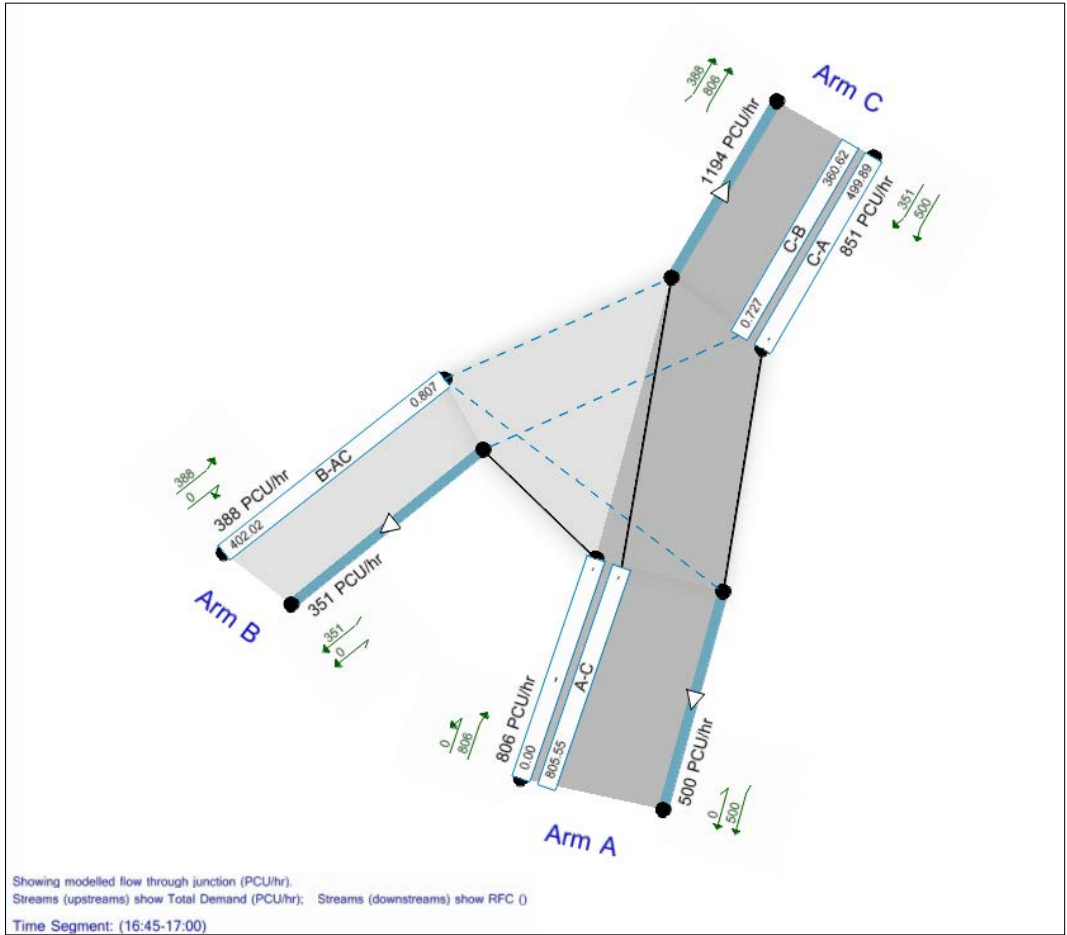 Arm C
388
806
1194 PCU/hr
360.62
499.89
C-B
C-A
851 PCU/hr
351
500
0.727
-
0.807
B-AC
402.02
388 PCU/hr
388
0
Arm B
351 PCU/hr
351
0
-
-
-
A-C
0.00
805.55
806 PCU/hr
0
806
500 PCU/hr
0
500
Arm A
Showing modelled flow through junction (PCU/hr).
Streams (upstreams) show Total Demand (PCU/hr); Streams (downstreams) show RFC ()
Time Segment: (16:45-17:00)